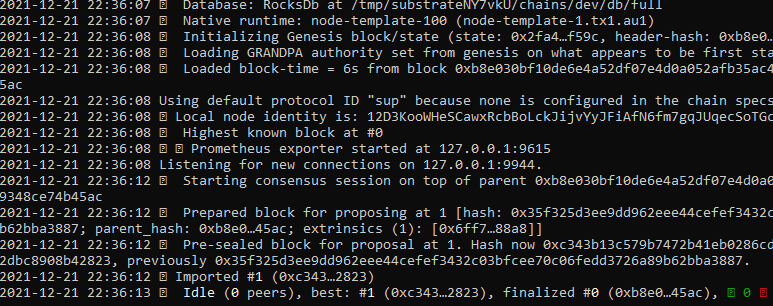 2021-12-21 22:36:07 Database: RocksDb at /tmp/substrateNY7vkU/chains/dev/db/full
2021-12-21 22:36:07 Native runtime: node-template-100 (node-template-1.tx1.au1)
2021-12-21 22:36:08 Initializing Genesis block/state (state: 0x2fa4…f59c, header-hash: 0xb8e0…
2021-12-21 22:36:08 Loading GRANDPA authority set from genesis on what appears to be first sta
2021-12-21 22:36:08 Loaded block-time = 6s from block 0xb8e030bf10de6e4a52df07e4d0a052afb35ac4
5ac
2021-12-21 22:36:08 Using default protocol ID "sup" because none is configured in the chain specs
2021-12-21 22:36:08 Local node identity is: 12D3KooWHeSCawxRcbBoLckJijvYyJFiAfN6fm7gqJUqecSoTGc
2021-12-21 22:36:08 Highest known block at #0
2021-12-21 22:36:08 Prometheus exporter started at 127.0.0.1:9615
2021-12-21 22:36:08 Listening for new connections on 127.0.0.1:9944.
2021-12-21 22:36:12 Starting consensus session on top of parent 0xb8e030bf10de6e4a52df07e4d0a0
9348ce74b45ac
2021-12-21 22:36:12 Prepared block for proposing at 1 [hash: 0x35f325d3ee9dd962eee44cefef3432c
b62bba3887; parent_hash: 0xb8e0…45ac; extrinsics (1): [0x6ff7…88a8]]
2021-12-21 22:36:12 Pre-sealed block for proposal at 1. Hash now 0xc343b13c579b7472b41eb0286cd
2dbc8908b42823, previously 0x35f325d3ee9dd962eee44cefef3432c03bfcee70c06fedd3726a89b62bba3887.
2021-12-21 22:36:12 Imported #1 (0xc343…2823)
2021-12-21 22:36:13 Idle (0 peers), best: #1 (0xc343…2823), finalized #0 (0xb8e0…45ac), 0